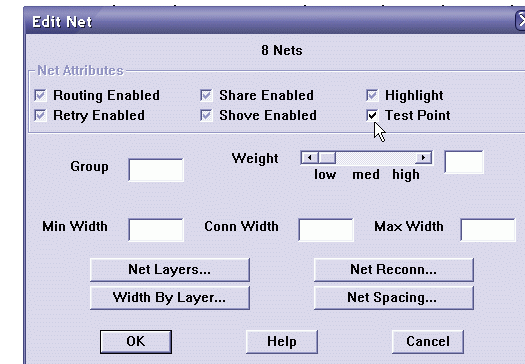 Edit Net
8 Nets
Net Attributes
Routing Enabled Share Enabled Highlight
Retry Enabled Shove Enabled Test Point
Group Weight low med high
Min Width Conn Width Max Width
Net Layers... Net Reconn...
Width By Layer... Net Spacing...
OK Help Cancel